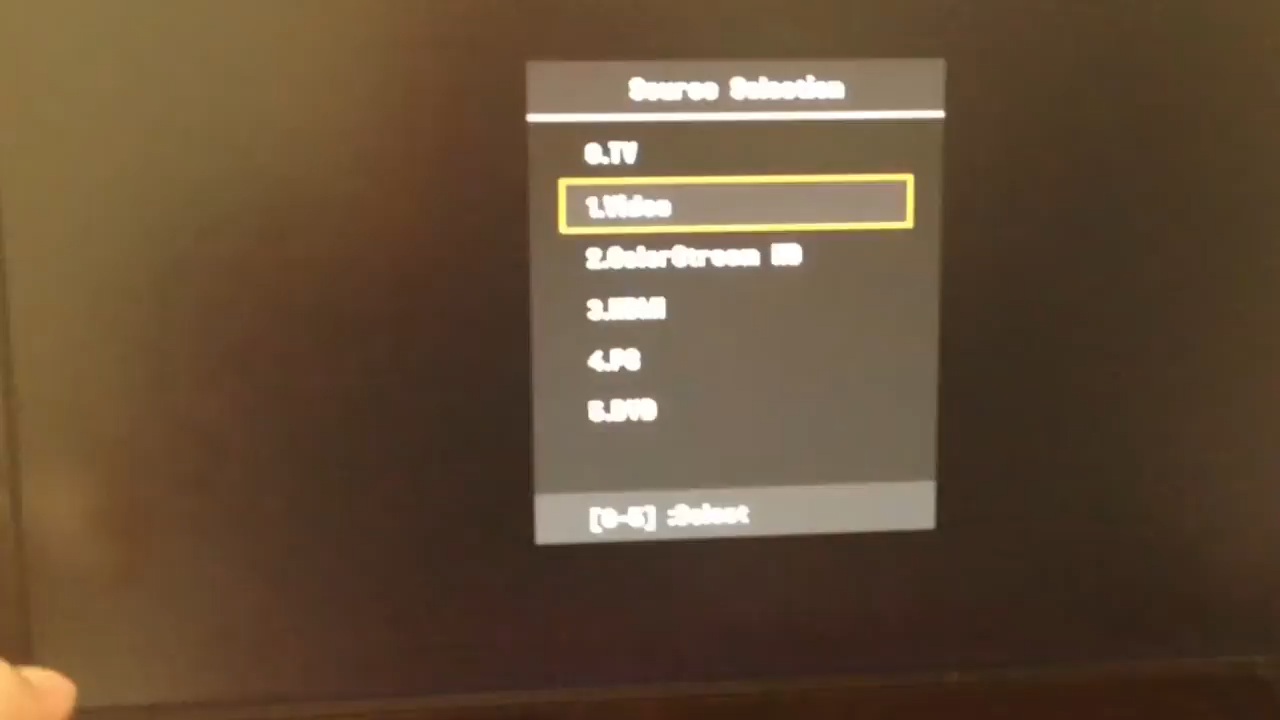 Source Selection
0.TV
1.Video
2.ColorStream HD
3.HDMI
4.PC
5.DVD
[0-5] :Select